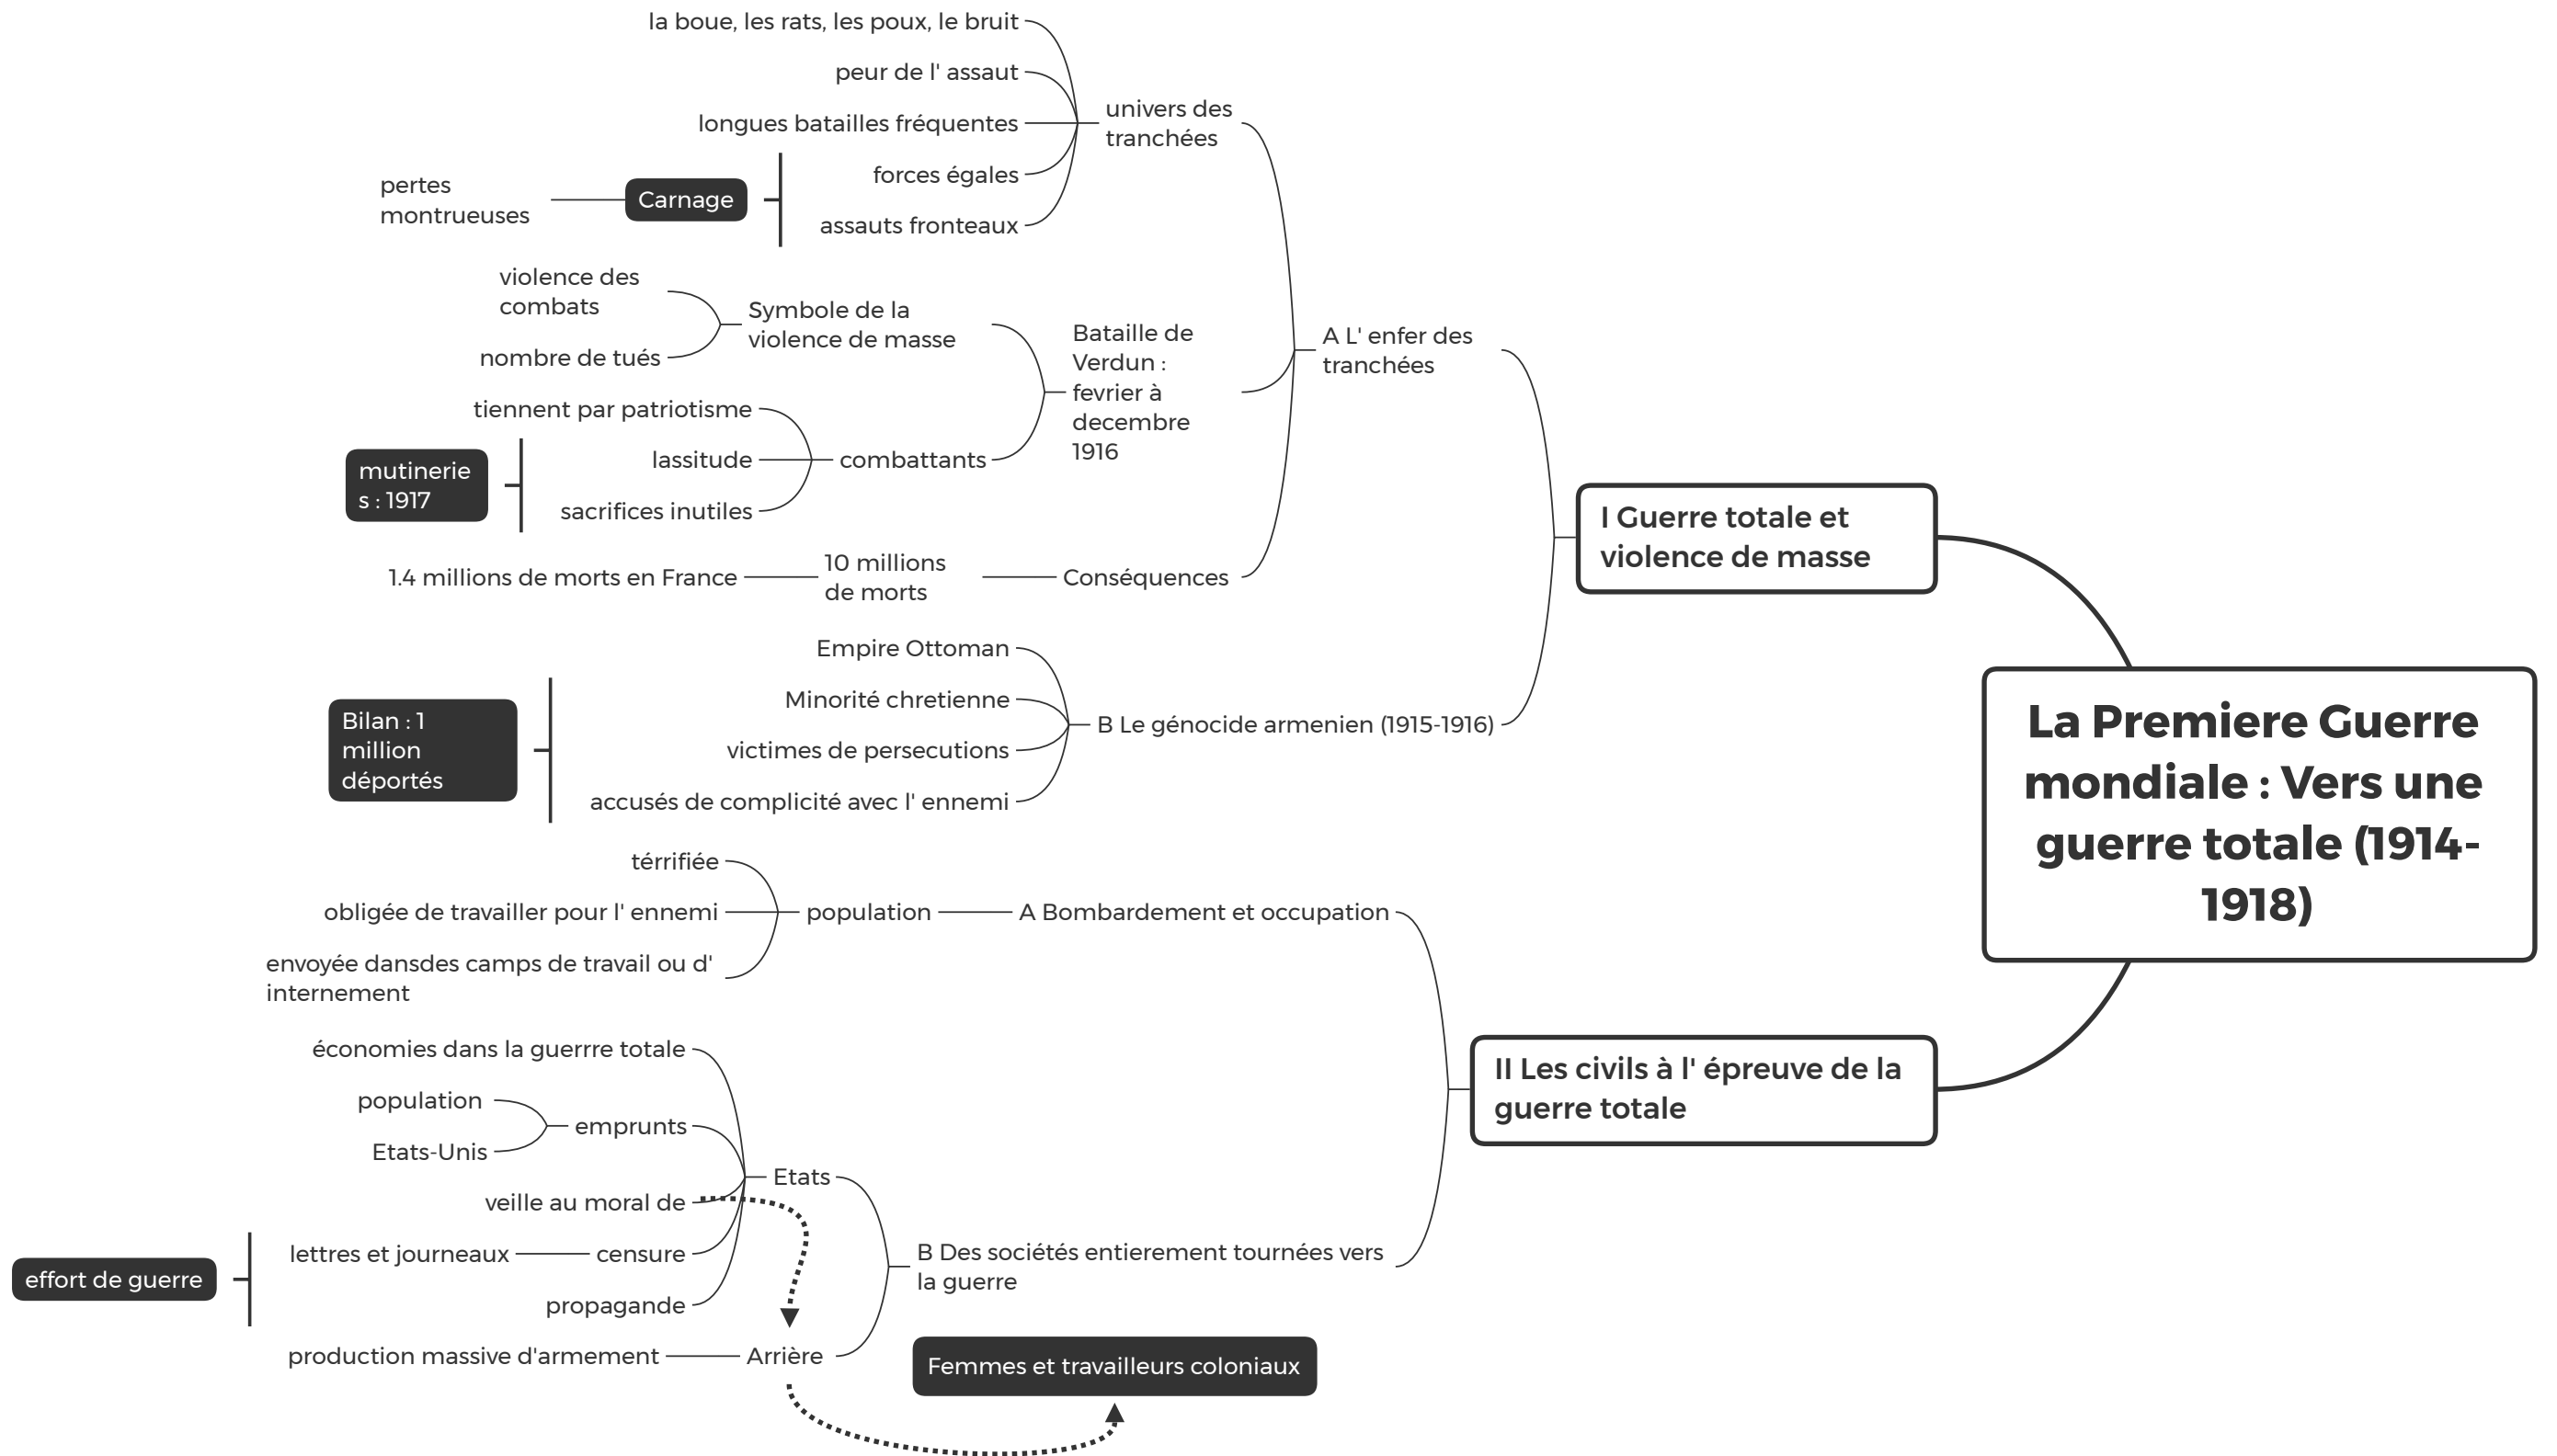 La Premiere Guerre
mondiale : Vers une
guerre totale (1914-
1918)
I Guerre totale et
violence de masse
A L' enfer des
tranchées
univers des
tranchées
la boue, les rats, les poux, le bruit
peur de l' assaut
longues batailles fréquentes
forces égales
assauts fronteaux
Carnage
pertes
montrueuses
Bataille de
Verdun :
fevrier à
decembre
1916
Symbole de la
violence de masse
violence des
combats
nombre de tués
combattants
tiennent par patriotisme
lassitude
sacrifices inutiles
mutinerie
s : 1917
Conséquences
10 millions
de morts
1.4 millions de morts en France
B Le génocide armenien (1915-1916)
Empire Ottoman
Minorité chretienne
victimes de persecutions
accusés de complicité avec l' ennemi
Bilan : 1
million
déportés
II Les civils à l' épreuve de la
guerre totale
A Bombardement et occupation
population
térrifiée
obligée de travailler pour l' ennemi
envoyée dansdes camps de travail ou d'
internement
B Des sociétés entierement tournées vers
la guerre
Etats
économies dans la guerrre totale
emprunts
population
Etats-Unis
veille au moral de
censure
lettres et journeaux
propagande
Arrière
production massive d'armement
effort de guerre
Femmes et travailleurs coloniaux